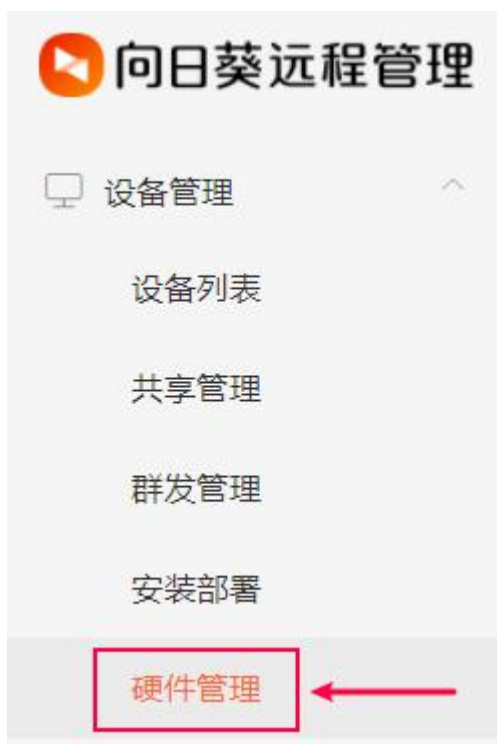 向日葵远程管理
设备管理
设备列表
共享管理
群发管理
安装部署
硬件管理